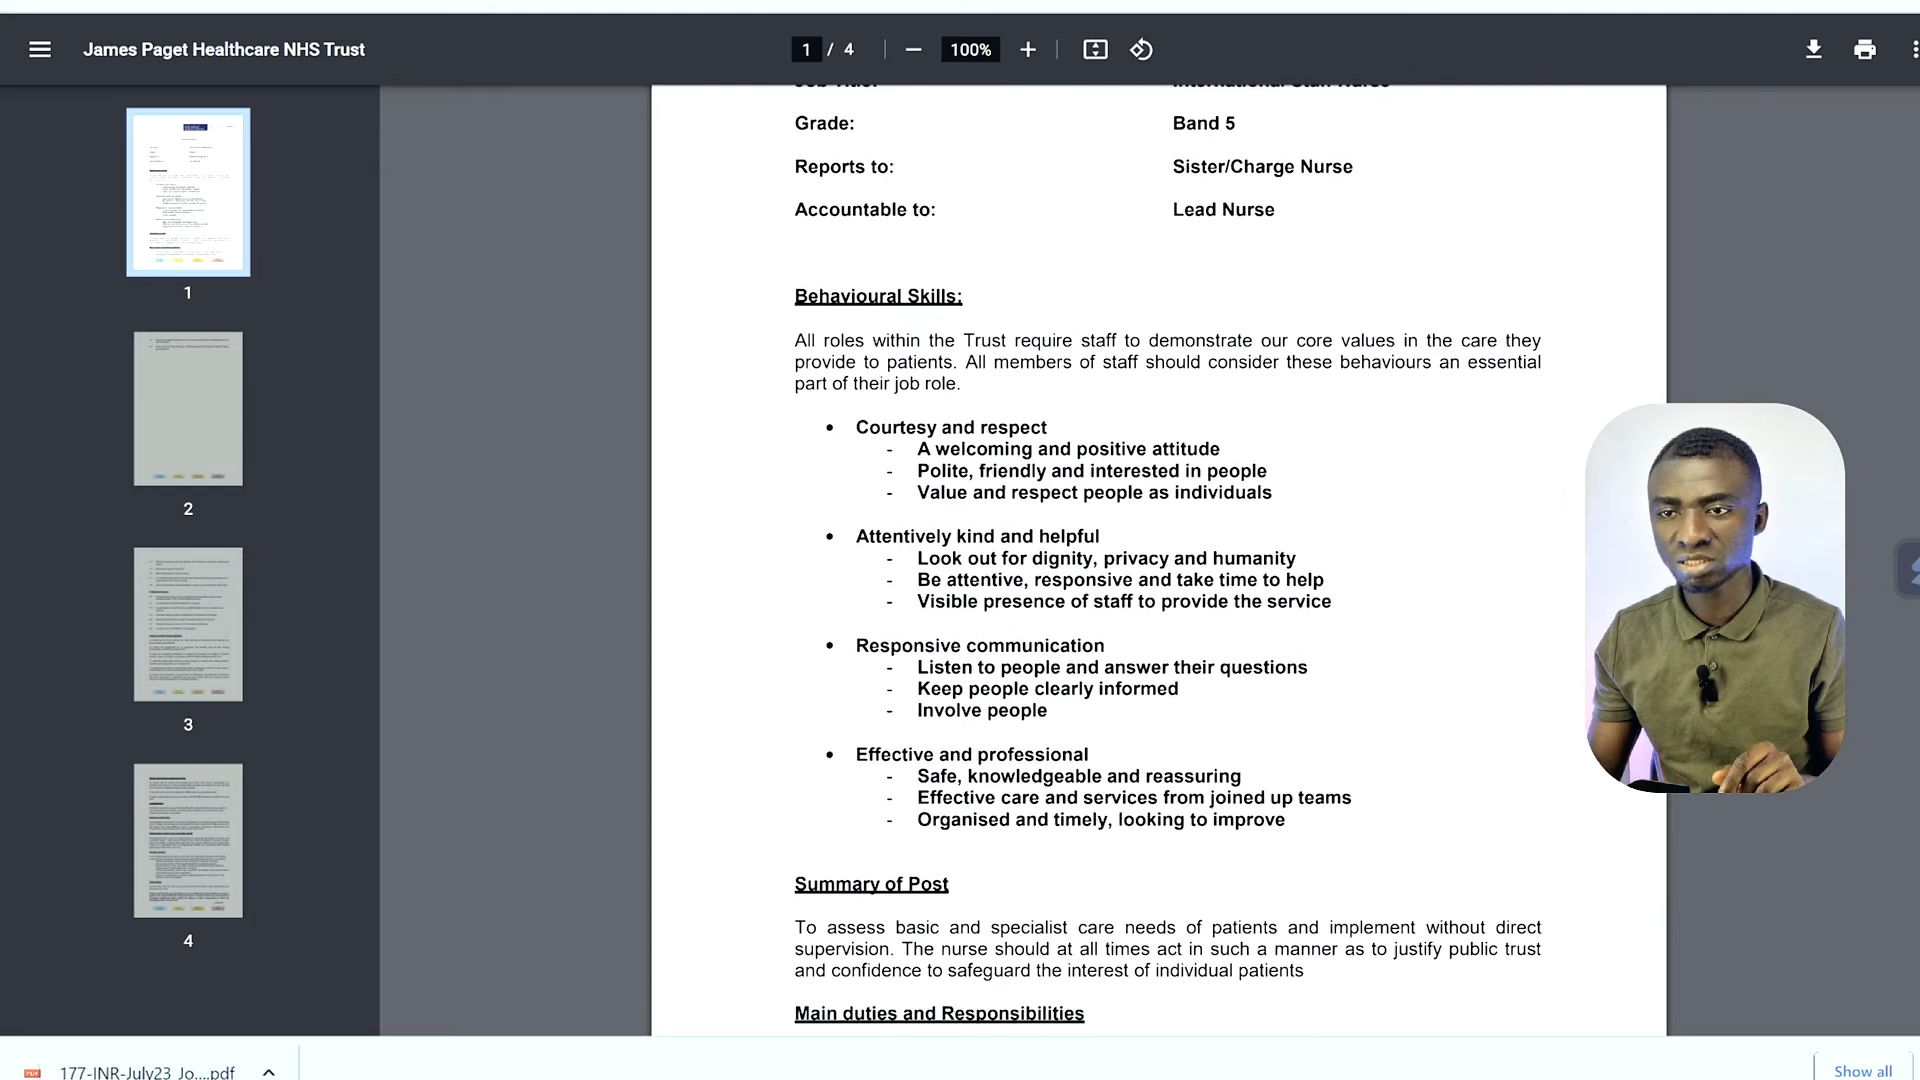 James Paget Healthcare NHS Trust
1 / 4
100%
Job Title: International Staff Nurse
Grade: Band 5
Reports to: Sister/Charge Nurse
Accountable to: Lead Nurse
Behavioural Skills:
All roles within the Trust require staff to demonstrate our core values in the care they
provide to patients. All members of staff should consider these behaviours an essential
part of their job role.
• Courtesy and respect
- A welcoming and positive attitude
- Polite, friendly and interested in people
- Value and respect people as individuals
• Attentively kind and helpful
- Look out for dignity, privacy and humanity
- Be attentive, responsive and take time to help
- Visible presence of staff to provide the service
• Responsive communication
- Listen to people and answer their questions
- Keep people clearly informed
- Involve people
• Effective and professional
- Safe, knowledgeable and reassuring
- Effective care and services from joined up teams
- Organised and timely, looking to improve
Summary of Post
To assess basic and specialist care needs of patients and implement without direct
supervision. The nurse should at all times act in such a manner as to justify public trust
and confidence to safeguard the interest of individual patients
Main duties and Responsibilities
1
2
3
4
PDF
177-INR-July23 Jo....pdf
Show all